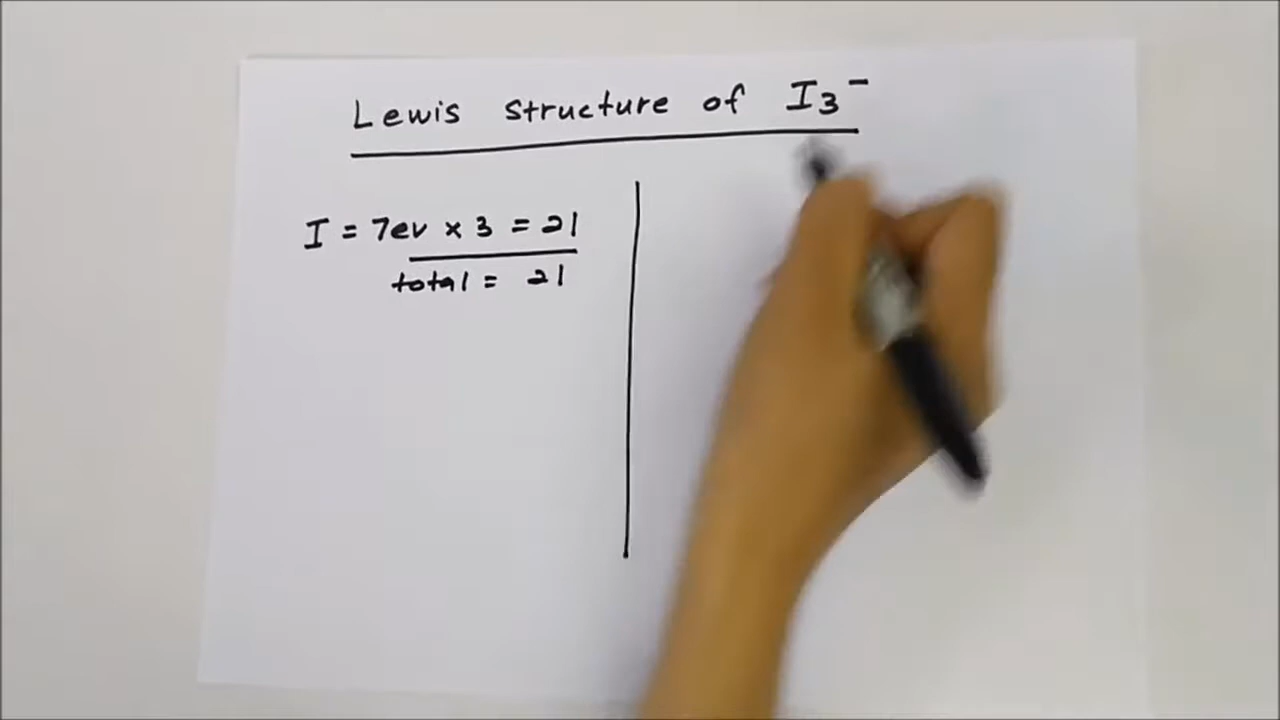 Lewis structure of I3⁻
I = 7ev × 3 = 21
total = 21